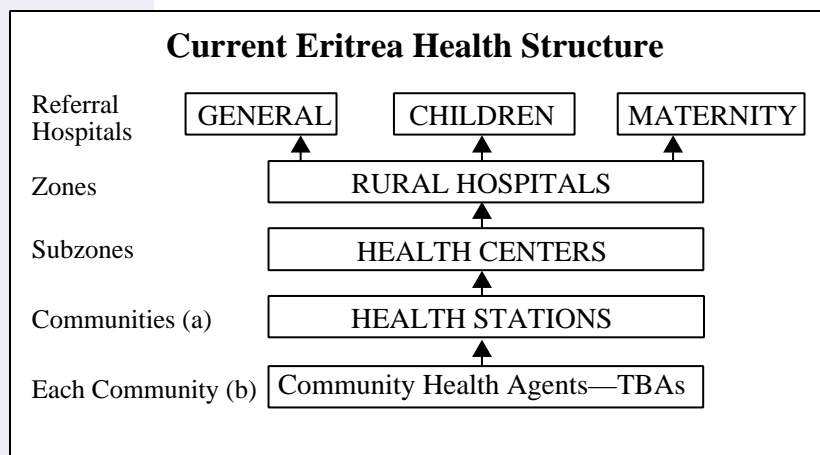 Current Eritrea Health Structure
Referral
Hospitals
GENERAL
CHILDREN
MATERNITY
Zones
RURAL HOSPITALS
Subzones
HEALTH CENTERS
Communities (a)
HEALTH STATIONS
Each Community (b)
Community Health Agents—TBAs